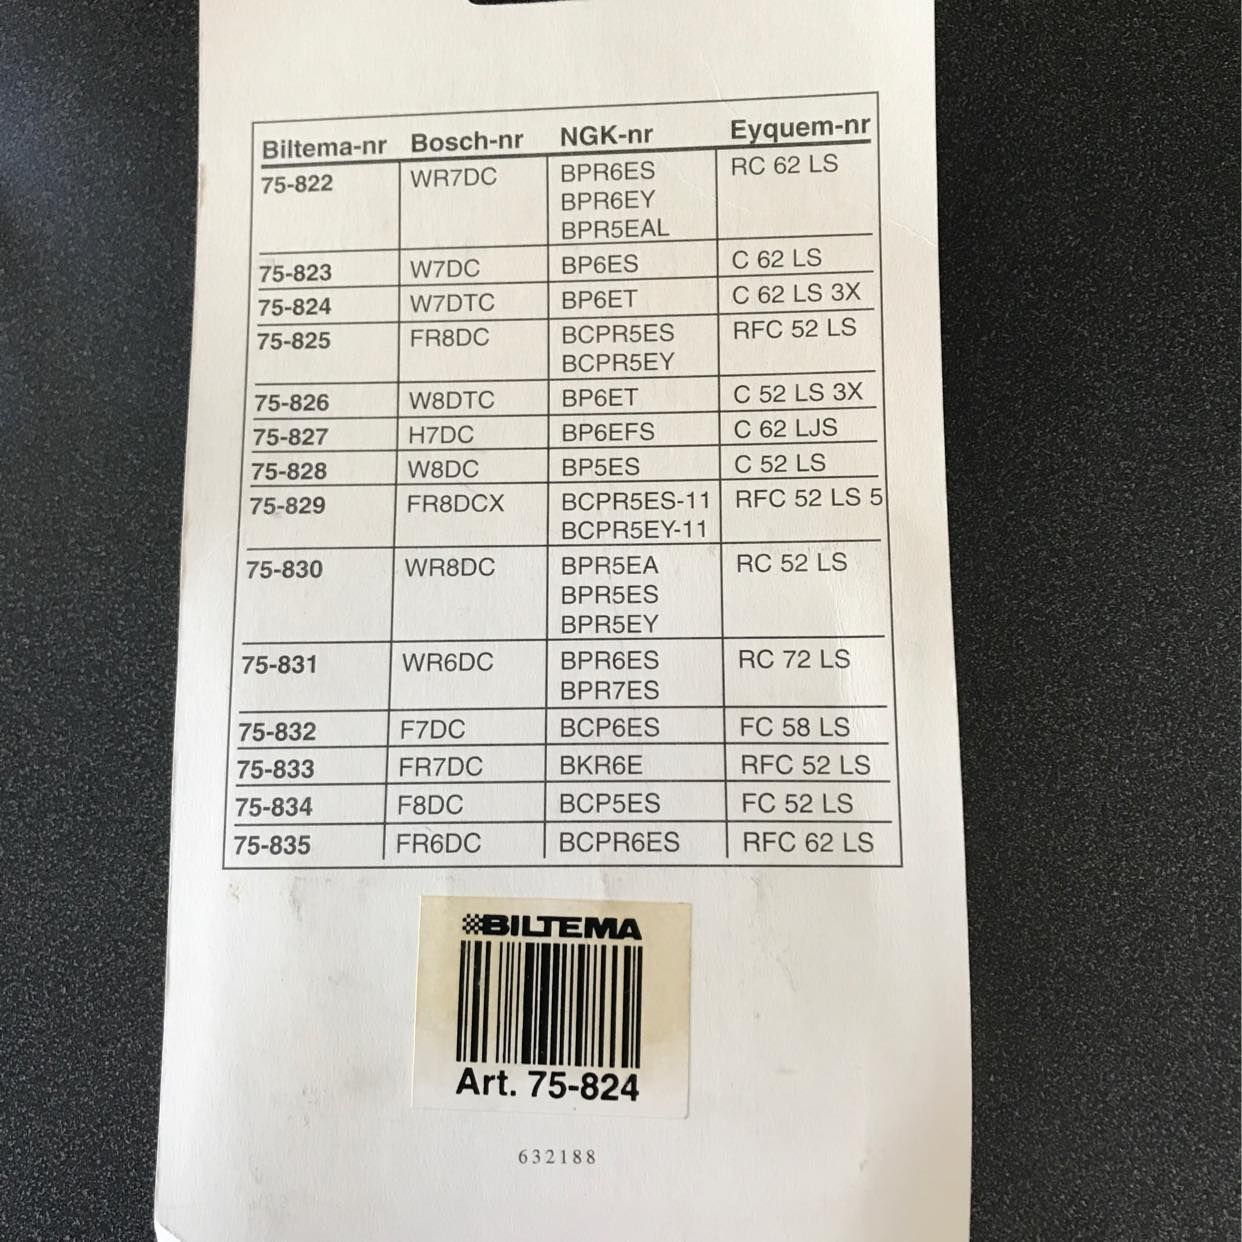 Biltema-nr Bosch-nr NGK-nr Eyquem-nr
75-822 WR7DC BPR6ES RC 62 LS
BPR6EY
BPR5EAL
75-823 W7DC BP6ES C 62 LS
75-824 W7DTC BP6ET C 62 LS 3X
75-825 FR8DC BCPR5ES RFC 52 LS
BCPR5EY
75-826 W8DTC BP6ET C 52 LS 3X
75-827 H7DC BP6EFS C 62 LJS
75-828 W8DC BP5ES C 52 LS
75-829 FR8DCX BCPR5ES-11 RFC 52 LS 5
BCPR5EY-11
75-830 WR8DC BPR5EA RC 52 LS
BPR5ES
BPR5EY
75-831 WR6DC BPR6ES RC 72 LS
BPR7ES
75-832 F7DC BCP6ES FC 58 LS
75-833 FR7DC BKR6E RFC 52 LS
75-834 F8DC BCP5ES FC 52 LS
75-835 FR6DC BCPR6ES RFC 62 LS
BILTEMA
Art. 75-824
632188